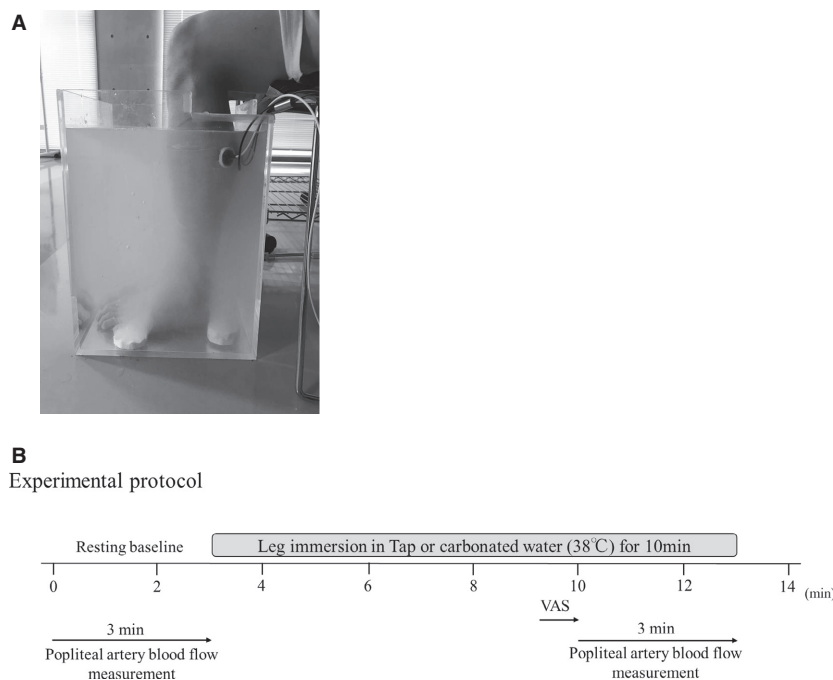 A
B
Experimental protocol
Resting baseline
Leg immersion in Tap or carbonated water (38℃) for 10min
0 2 4 6 8 10 12 14 (min)
VAS
3 min 3 min
Popliteal artery blood flow Popliteal artery blood flow
measurement measurement